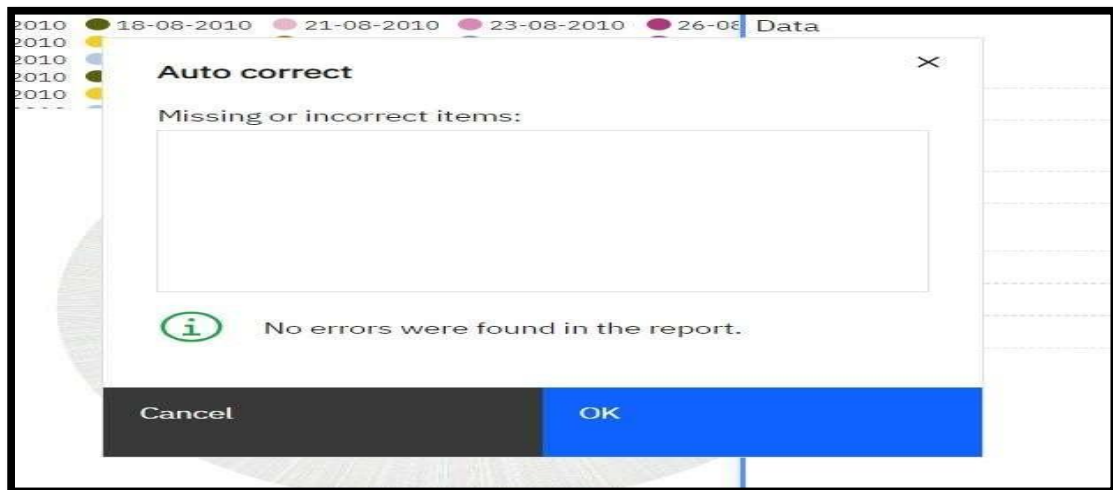 2010 18-08-2010 21-08-2010 23-08-2010 26-08 Data
2010
2010
2010
2010
Auto correct
Missing or incorrect items:
No errors were found in the report.
Cancel OK